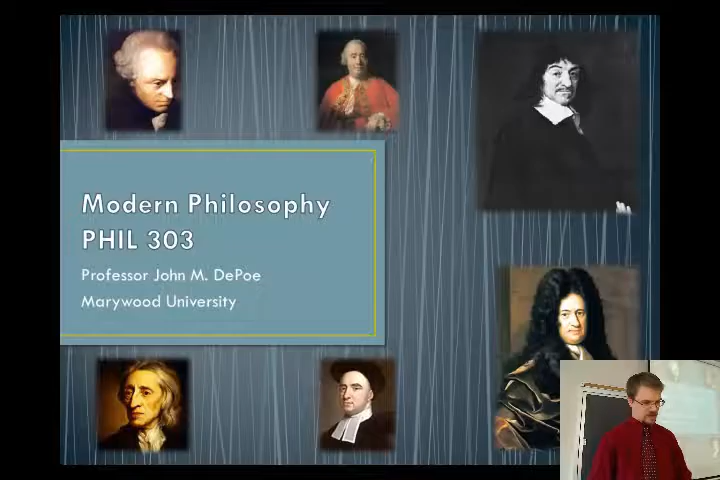 Modern Philosophy
PHIL 303
Professor John M. DePoe
Marywood University